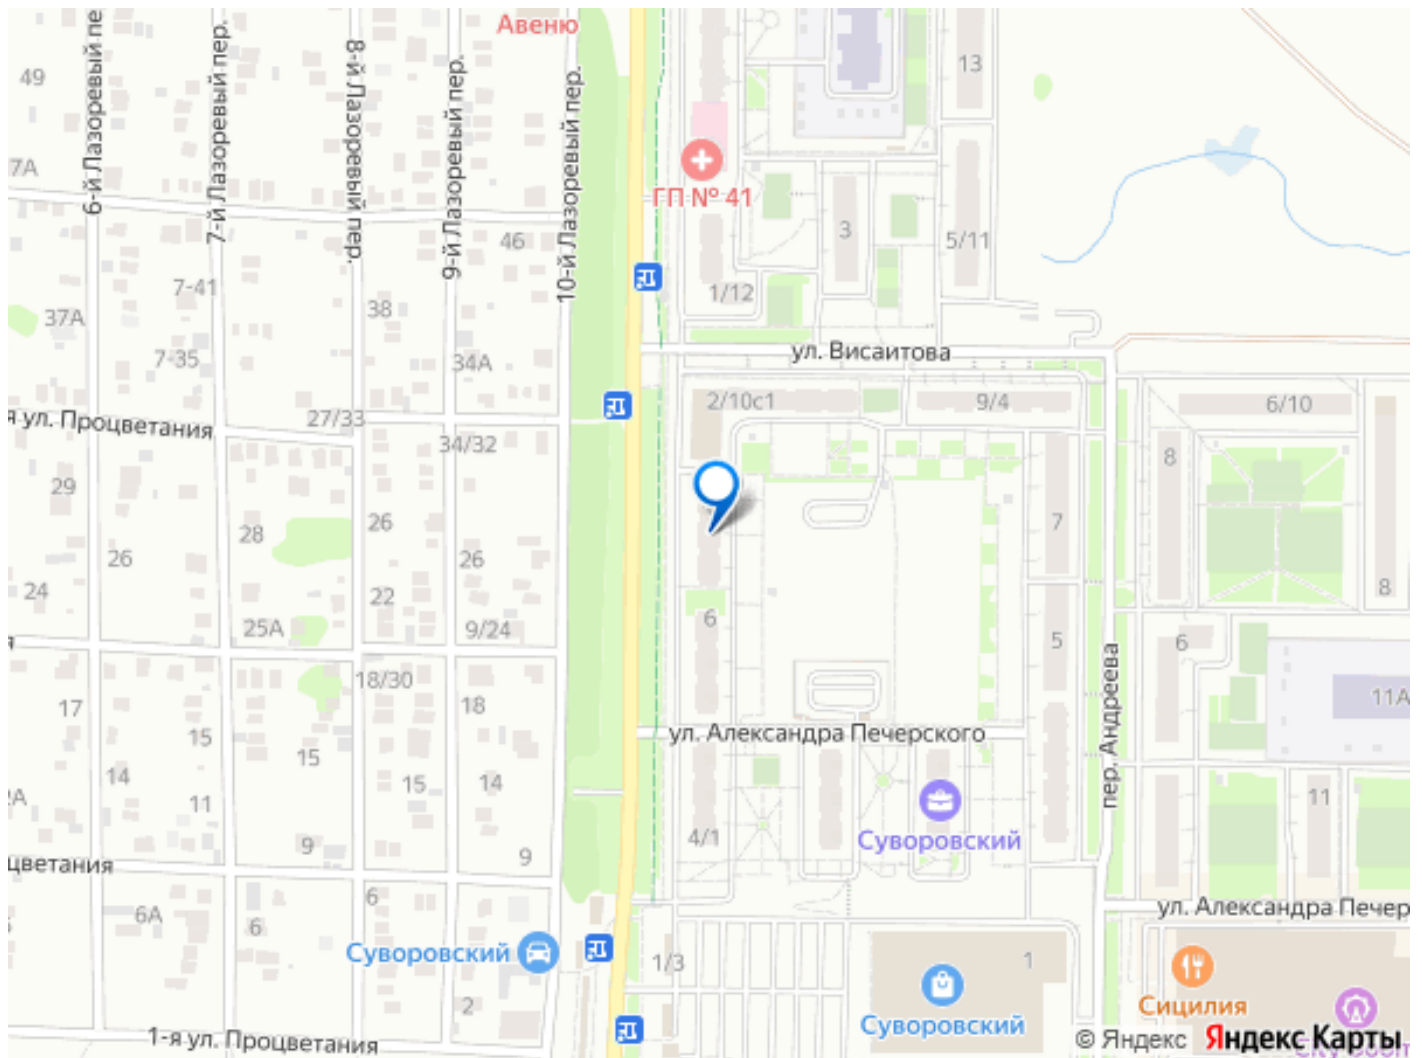 Авеню
6-й Лазоревый пе
7-й Лазоревый пер.
8-й Лазоревый пер.
9-й Лазоревый пер.
10-й Лазоревый пер.
49
13
7А
ГП № 41
46
3
5/11
7-41
1/12
37А
38
7-35
34А
ул. Висаитова
2/10с1
9/4
6/10
27/33
я ул. Процветания
34/32
8
29
28
26
7
26
26
24
22
8
25А
9/24
6
5
6
18/30
17
18
11А
15
ул. Александра Печерского
пер. Андреева
15
14
15
14
11
2А
11
4/1
Суворовский
9
9
цветания
6А
6
6
ул. Александра Печер
Суворовский
1/3
1
2
Сицилия
Суворовский
1-я ул. Процветания
© Яндекс Яндекс Карты